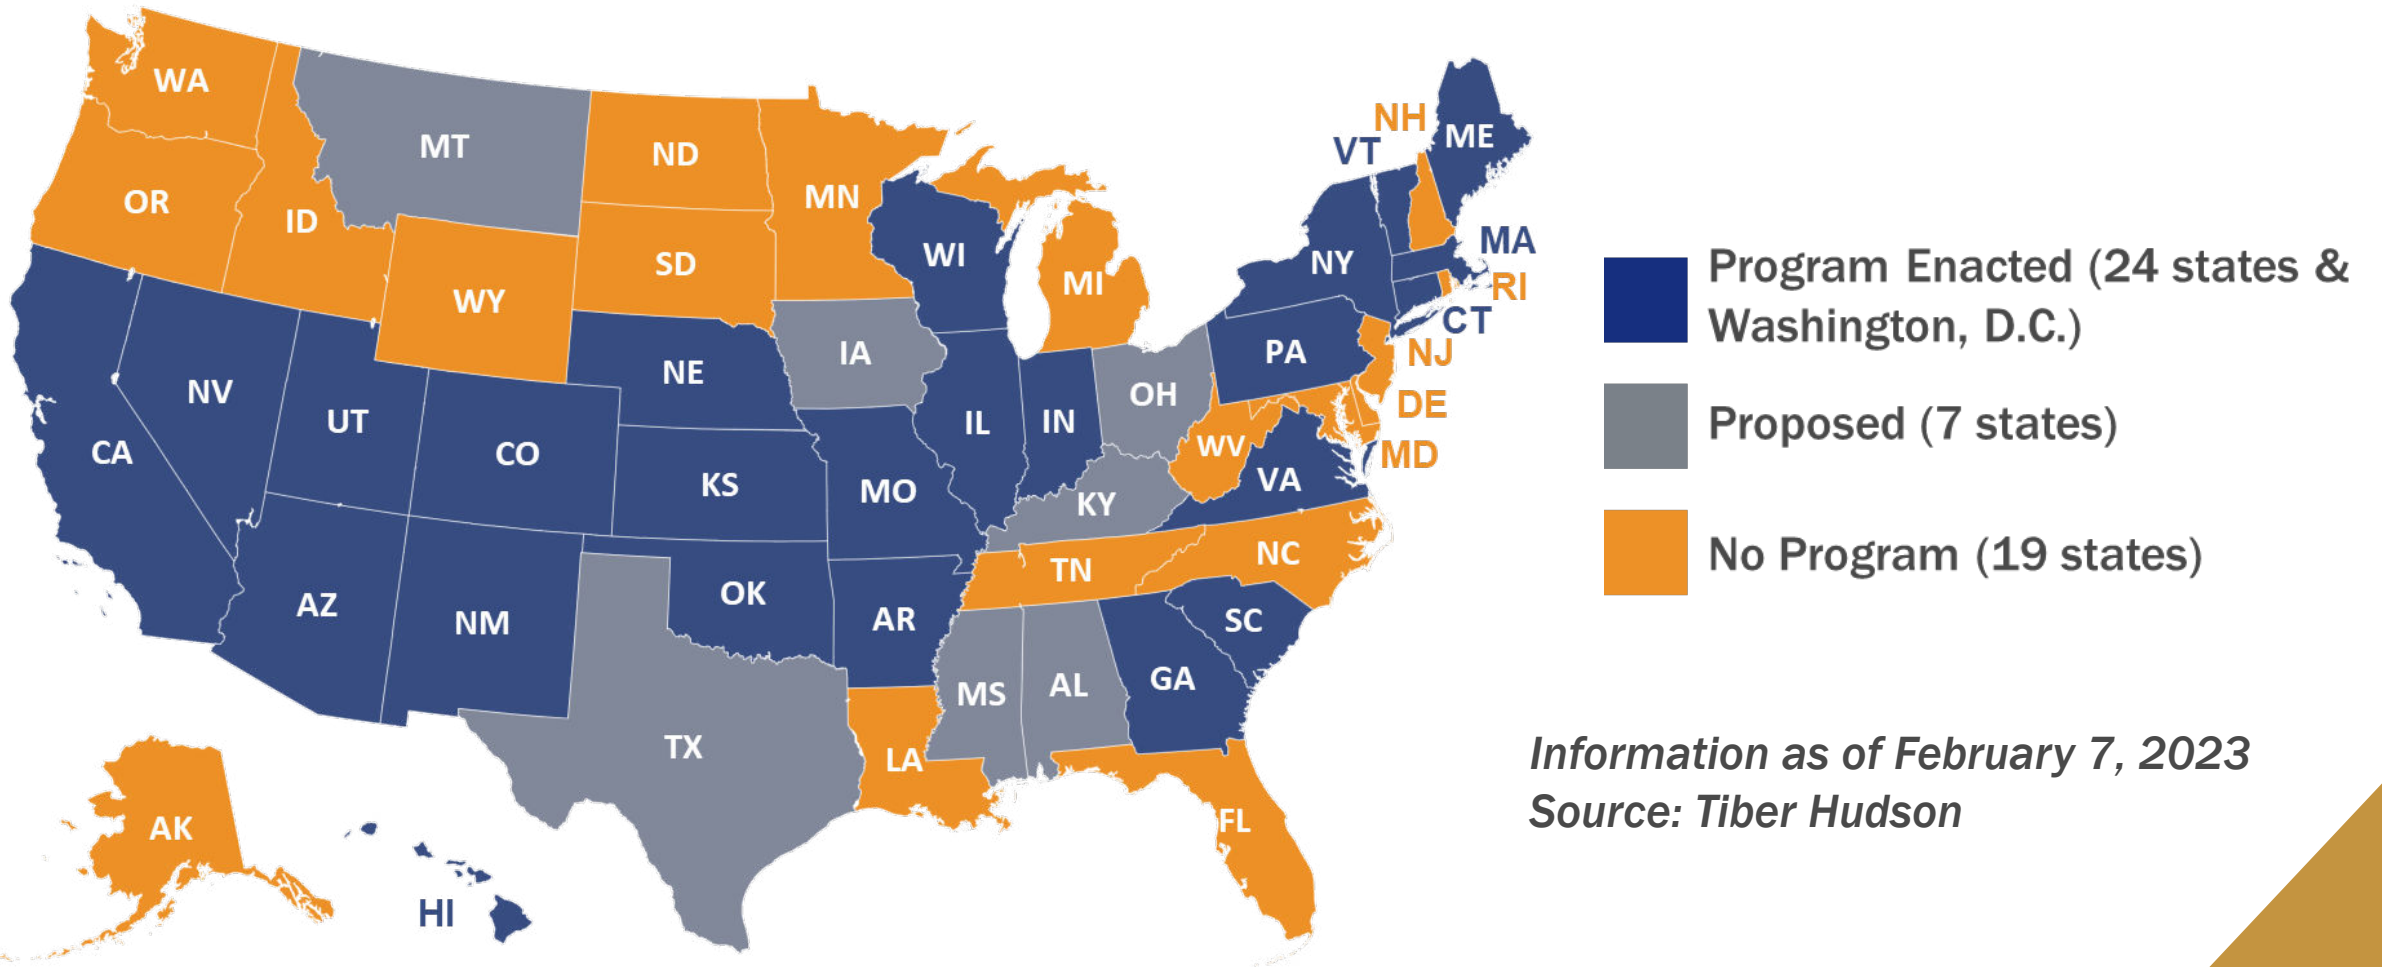 WA
MT
ND
MN
OR
ID
SD
WY
WI
MI
NH
VT
ME
MA
NY
RI
CT
NV
UT
CA
CO
NE
IA
IL
IN
OH
PA
NJ
DE
MD
WV
VA
KS
MO
KY
AZ
NM
OK
AR
TN
NC
SC
MS
AL
GA
TX
LA
FL
AK
HI
Program Enacted (24 states &
Washington, D.C.)
Proposed (7 states)
No Program (19 states)
Information as of February 7, 2023
Source: Tiber Hudson